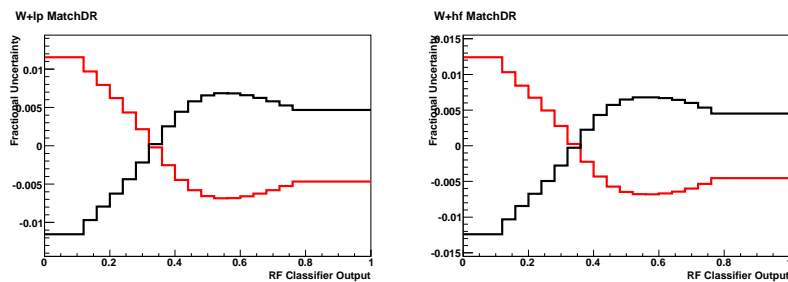 W+lp MatchDR
Fractional Uncertainty
0.01
0.005
0
-0.005
-0.01
0 0.2 0.4 0.6 0.8 1
RF Classifier Output
W+hf MatchDR
Fractional Uncertainty
0.015
0.01
0.005
0
-0.005
-0.01
-0.015
0 0.2 0.4 0.6 0.8 1
RF Classifier Output